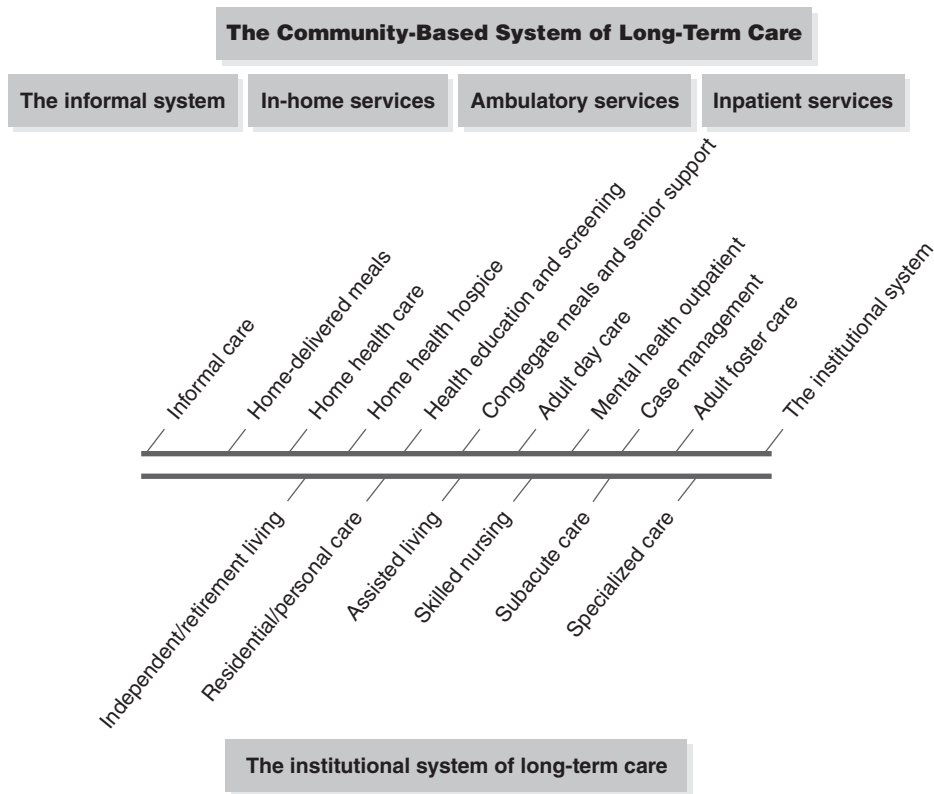 The Community-Based System of Long-Term Care
The informal system
In-home services
Ambulatory services
Inpatient services
Informal care
Home-delivered meals
Home health care
Home health hospice
Health education and screening
Congregate meals and senior support
Adult day care
Mental health outpatient
Case management
Adult foster care
The institutional system
Independent/retirement living
Residential/personal care
Assisted living
Skilled nursing
Subacute care
Specialized care
The institutional system of long-term care